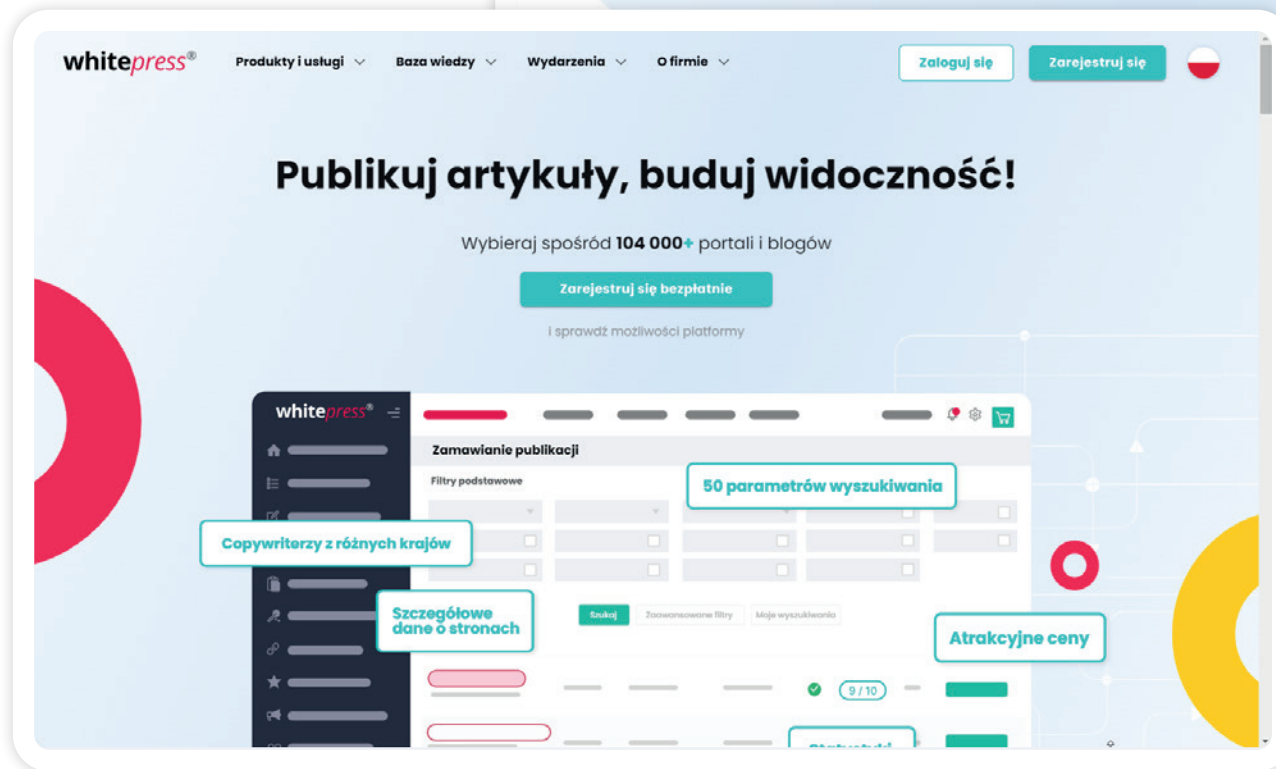 whitepress®
Produkty i usługi
Baza wiedzy
Wydarzenia
O firmie
Zaloguj się
Zarejestruj się
Publikuj artykuły, buduj widoczność!
Wybieraj spośród 104 000+ portali i blogów
Zarejestruj się bezpłatnie
i sprawdź możliwości platformy
whitepress®
Zamawianie publikacji
Filtry podstawowe
50 parametrów wyszukiwania
Copywriterzy z różnych krajów
Szczegółowe
dane o stronach
Szukaj
Zaawansowane filtry
Moje wyszukiwania
Atrakcyjne ceny
9 / 10